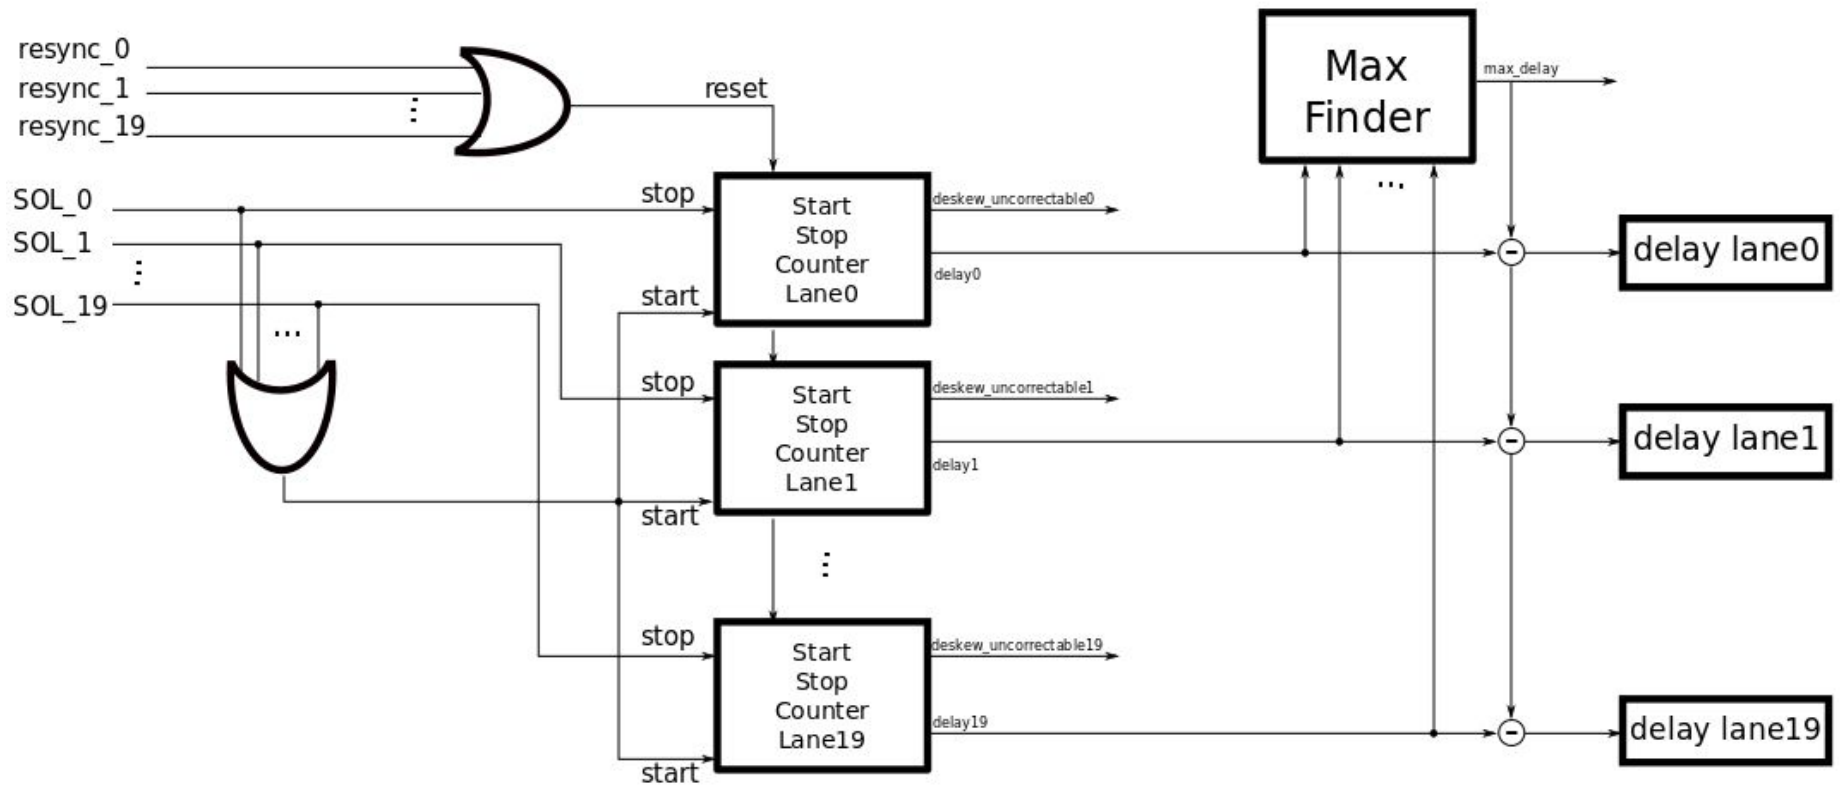 resync_0
resync_1
resync_19
reset
SOL_0
SOL_1
SOL_19
stop
start
Start
Stop
Counter
Lane0
deskew_uncorrectable0
delay0
stop
start
Start
Stop
Counter
Lane1
deskew_uncorrectable1
delay1
stop
start
Start
Stop
Counter
Lane19
deskew_uncorrectable19
delay19
Max
Finder
max_delay
delay lane0
delay lane1
delay lane19